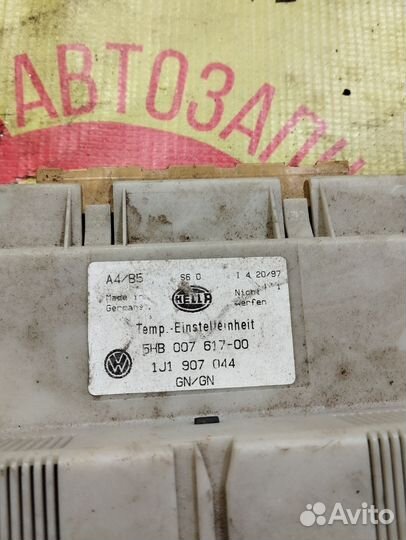 АВТОЗАПЧ
A4/B5 S6 0 I 4. 20/97
Made in
Germany
HELLA
Nicht
werfen
Temp.-Einstelleinheit
5HB 007 617-00
1J1 907 044
GN/GN
Avito